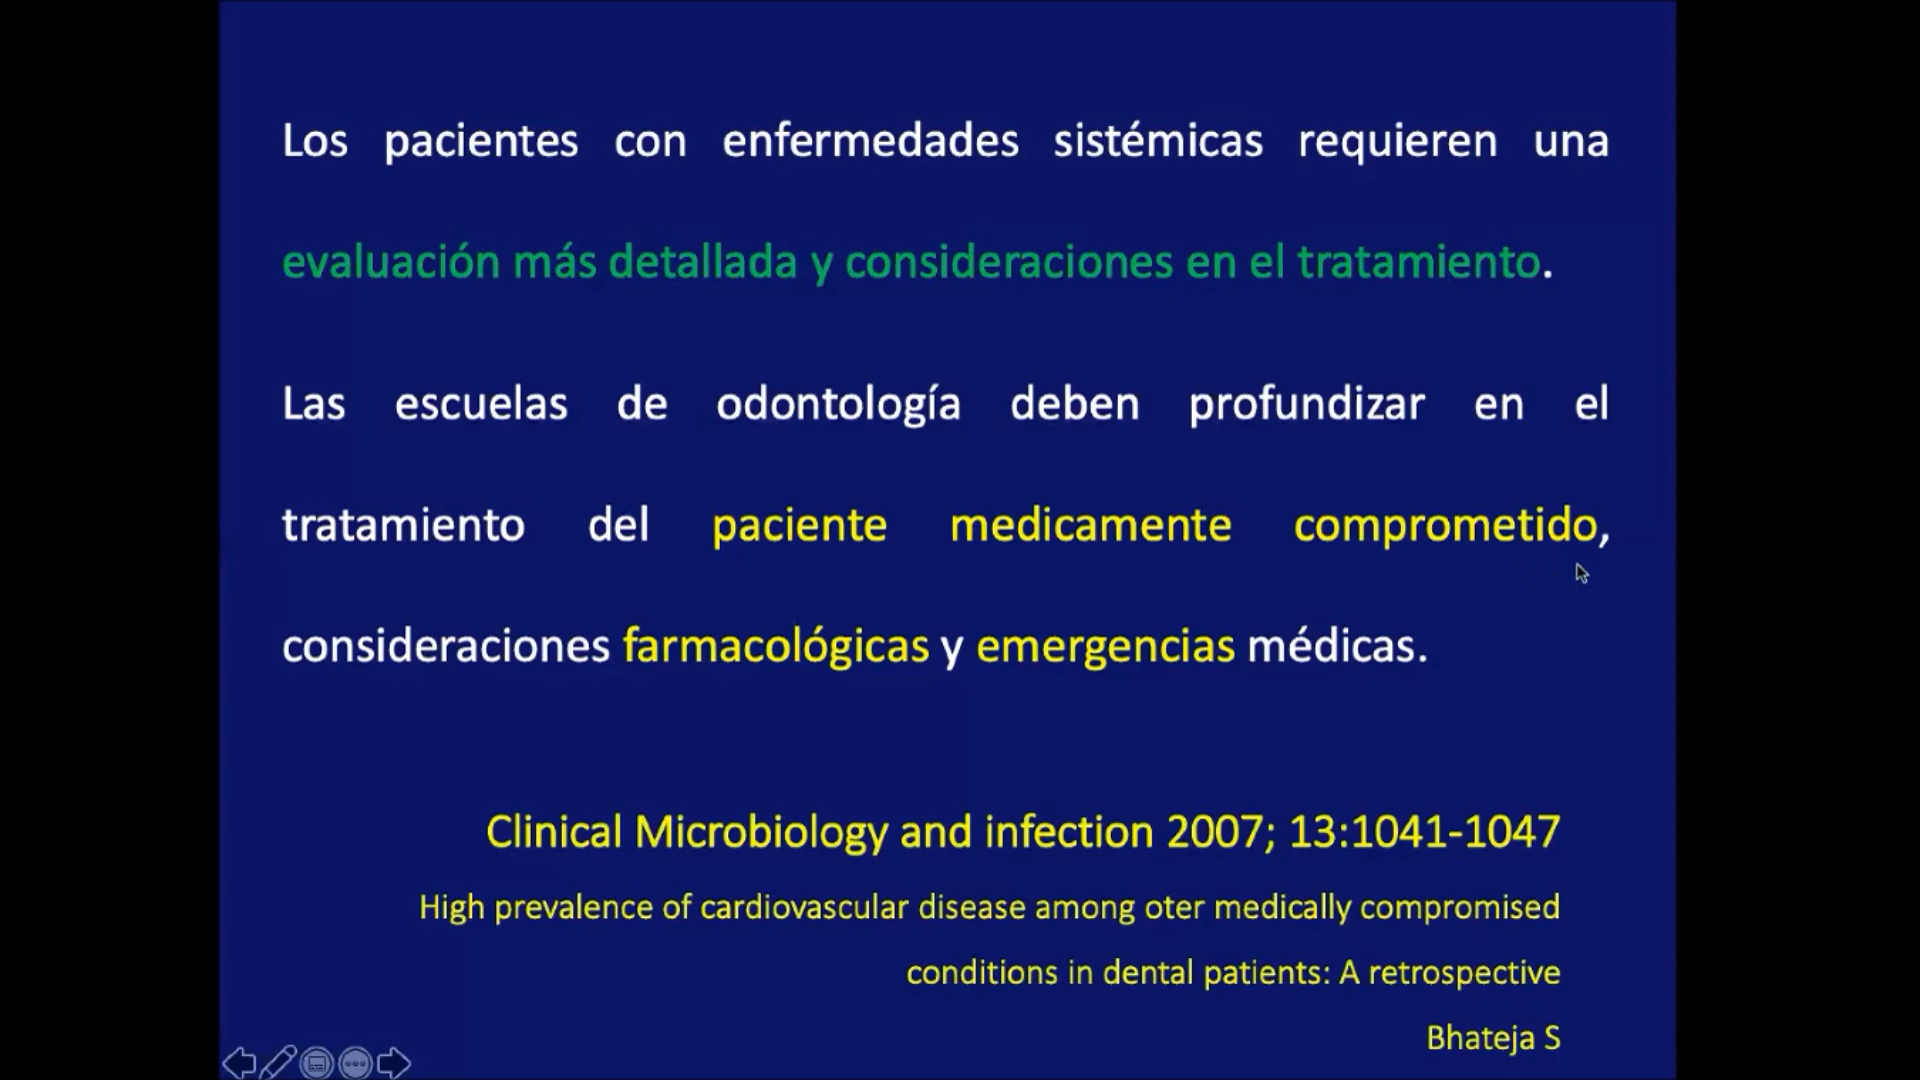 Los pacientes con enfermedades sistémicas requieren una
evaluación más detallada y consideraciones en el tratamiento.
Las escuelas de odontología deben profundizar en el
tratamiento del paciente medicamente comprometido,
consideraciones farmacológicas y emergencias médicas.
Clinical Microbiology and infection 2007; 13:1041-1047
High prevalence of cardiovascular disease among oter medically compromised
conditions in dental patients: A retrospective
Bhateja S